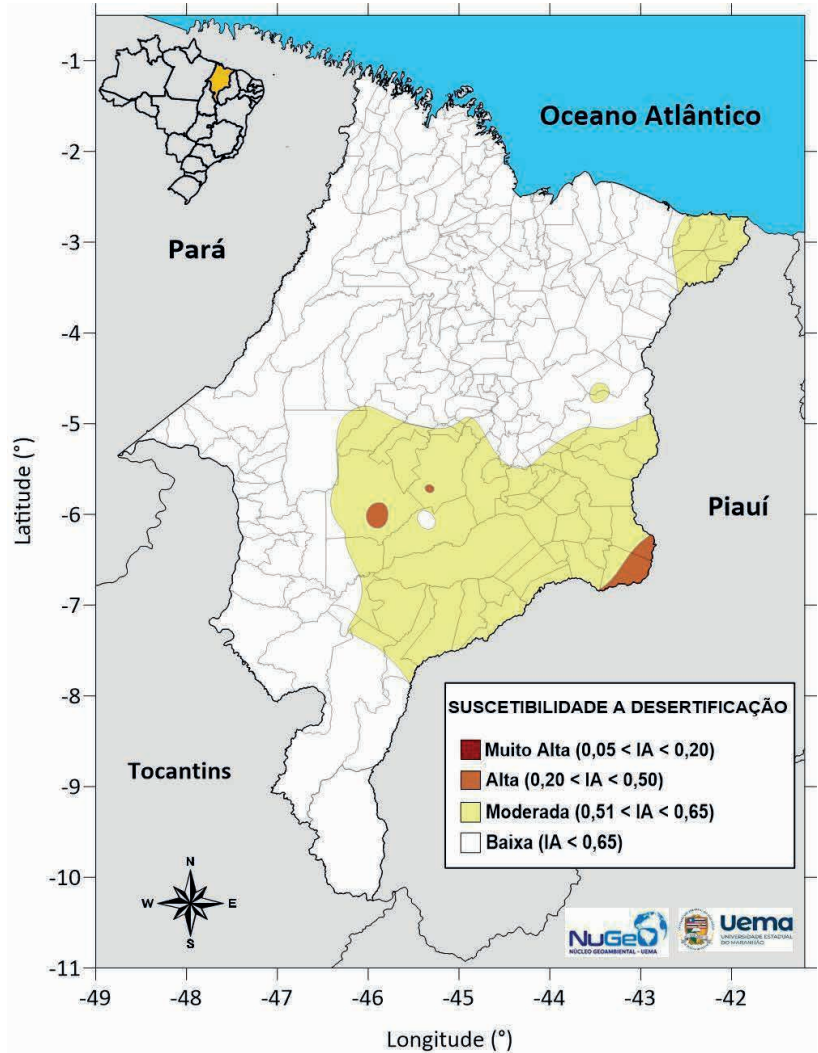 Oceano Atlântico
Pará
Piauí
Tocantins
Latitude (°)
-1
-2
-3
-4
-5
-6
-7
-8
-9
-10
-11
SUSCETIBILIDADE A DESERTIFICAÇÃO
Muito Alta (0,05 < IA < 0,20)
Alta (0,20 < IA < 0,50)
Moderada (0,51 < IA < 0,65)
Baixa (IA < 0,65)
N
W E
S
NuGeo
NÚCLEO GEOAMBIENTAL - UEMA
Uema
UNIVERSIDADE ESTADUAL
DO MARANHÃO
-49 -48 -47 -46 -45 -44 -43 -42
Longitude (°)